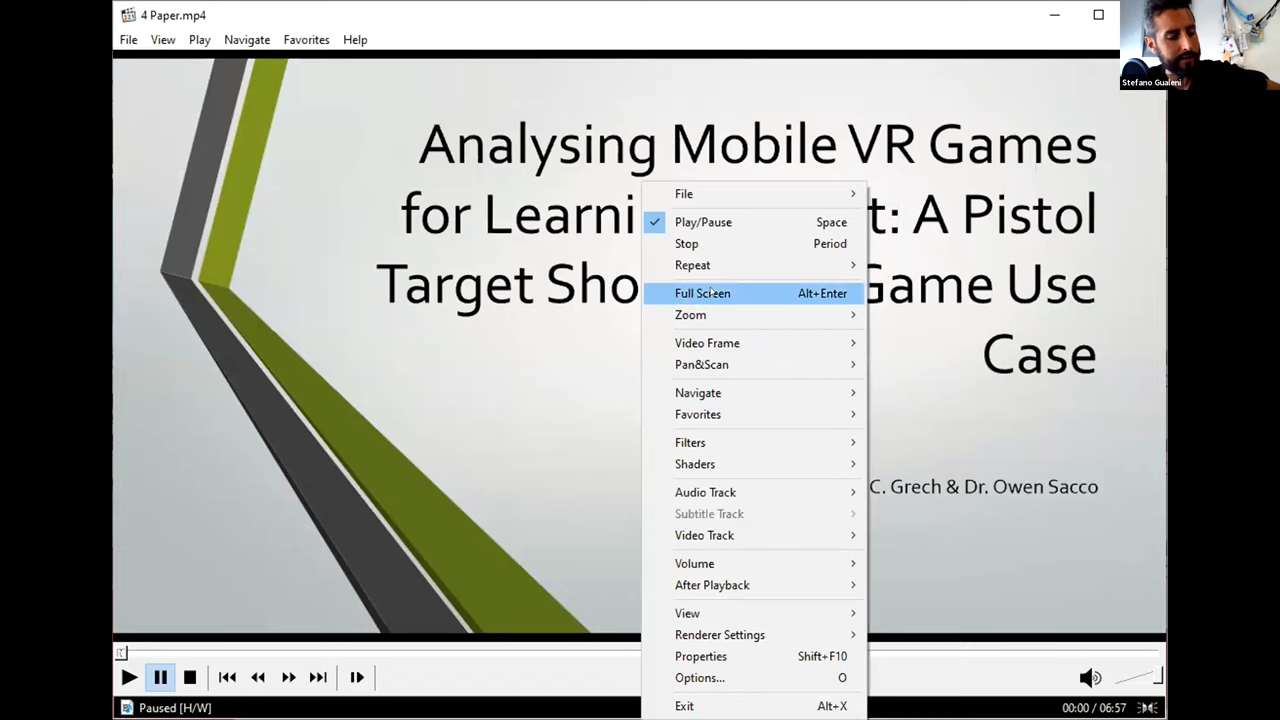 4 Paper.mp4
Stefano Gualeni
File View Play Navigate Favorites Help
Analysing Mobile VR Games
for Learni t: A Pistol
Target Sho Game Use
Case
C. Grech & Dr. Owen Sacco
File
Play/Pause Space
Stop Period
Repeat
Full Screen Alt+Enter
Zoom
Video Frame
Pan&Scan
Navigate
Favorites
Filters
Shaders
Audio Track
Subtitle Track
Video Track
Volume
After Playback
View
Renderer Settings
Properties Shift+F10
Options... O
Exit Alt+X
Paused [H/W]
00:00 / 06:57